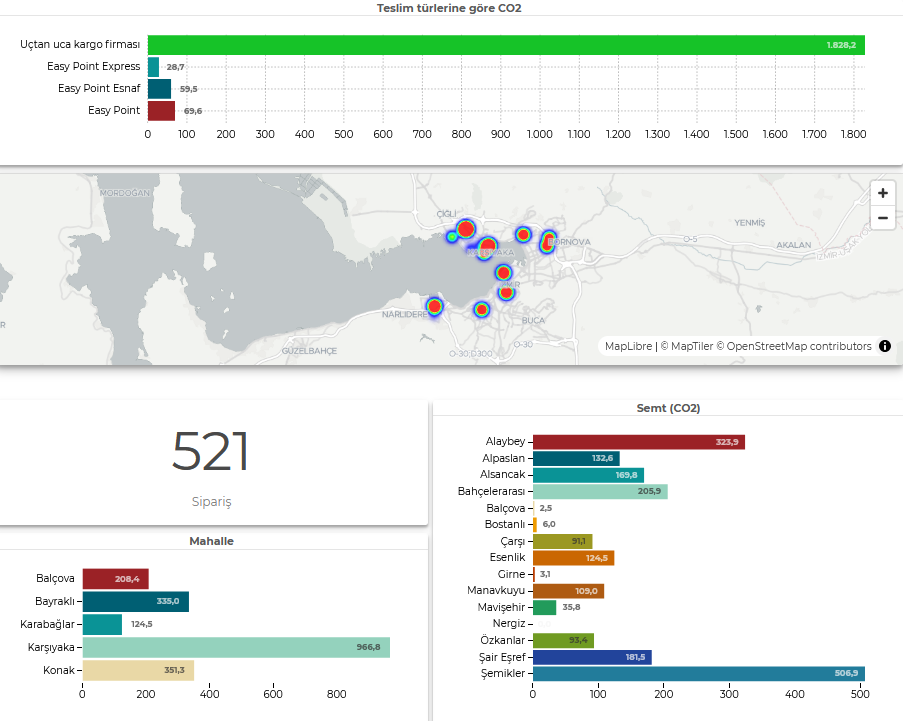 Teslim türlerine göre CO2
Uçtan uca kargo firması
1.828,2
Easy Point Express
28,7
Easy Point Esnaf
59,5
Easy Point
69,6
0 100 200 300 400 500 600 700 800 900 1.000 1.100 1.200 1.300 1.400 1.500 1.600 1.700 1.800
MORDOĞAN
ÇİĞLİ
YENMİŞ
BORNOVA
O-5
AKALAN
NARLIDERE
BUCA
GÜZELBAHÇE
O-30;D300
O-30
+
−
MapLibre | © MapTiler © OpenStreetMap contributors
521
Sipariş
Mahalle
Balçova 208,4
Bayraklı 335,0
Karabağlar 124,5
Karşıyaka 966,8
Konak 351,3
0 200 400 600 800
Semt (CO2)
Alaybey 323,9
Alpaslan 132,6
Alsancak 169,8
Bahçelerarası 205,9
Balçova 2,5
Bostanlı 6,0
Çarşı 91,1
Esenlik 124,5
Girne 3,1
Manavkuyu 109,0
Mavişehir 35,8
Nergiz
Özkanlar 93,4
Şair Eşref 181,5
Şemikler 506,9
0 100 200 300 400 500